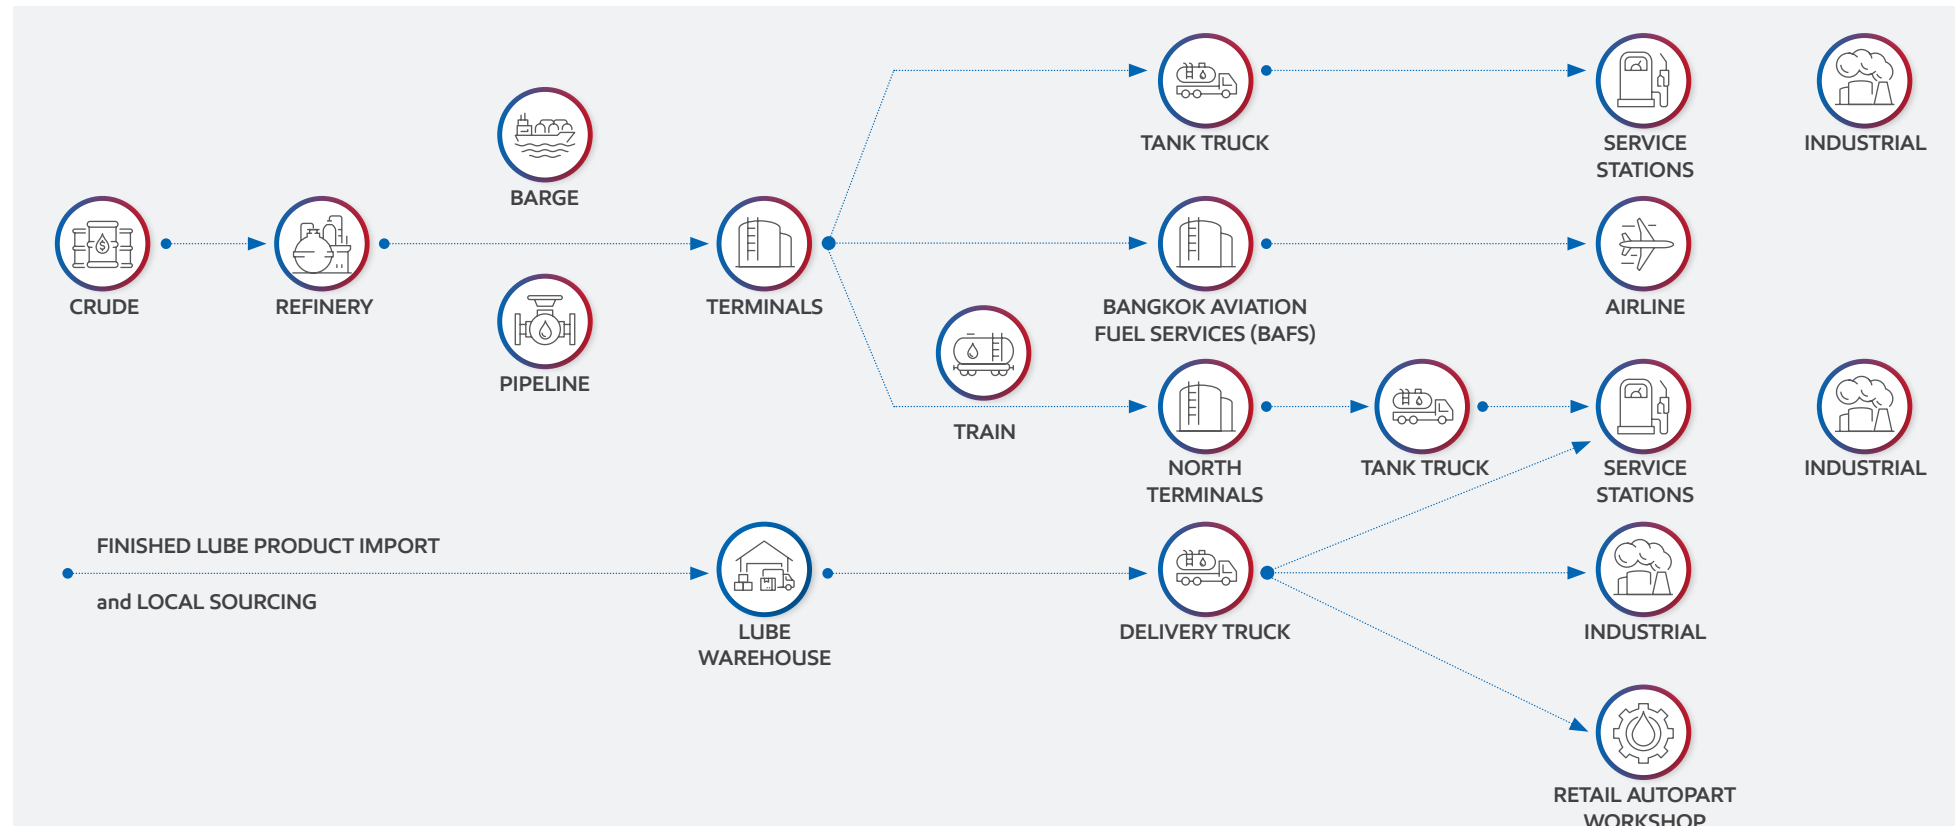 TANK TRUCK
SERVICE
STATIONS
INDUSTRIAL
BARGE
CRUDE
REFINERY
PIPELINE
TERMINALS
BANGKOK AVIATION
FUEL SERVICES (BAFS)
AIRLINE
TRAIN
NORTH
TERMINALS
TANK TRUCK
SERVICE
STATIONS
INDUSTRIAL
FINISHED LUBE PRODUCT IMPORT
and LOCAL SOURCING
LUBE
WAREHOUSE
DELIVERY TRUCK
INDUSTRIAL
RETAIL AUTOPART
WORKSHOP